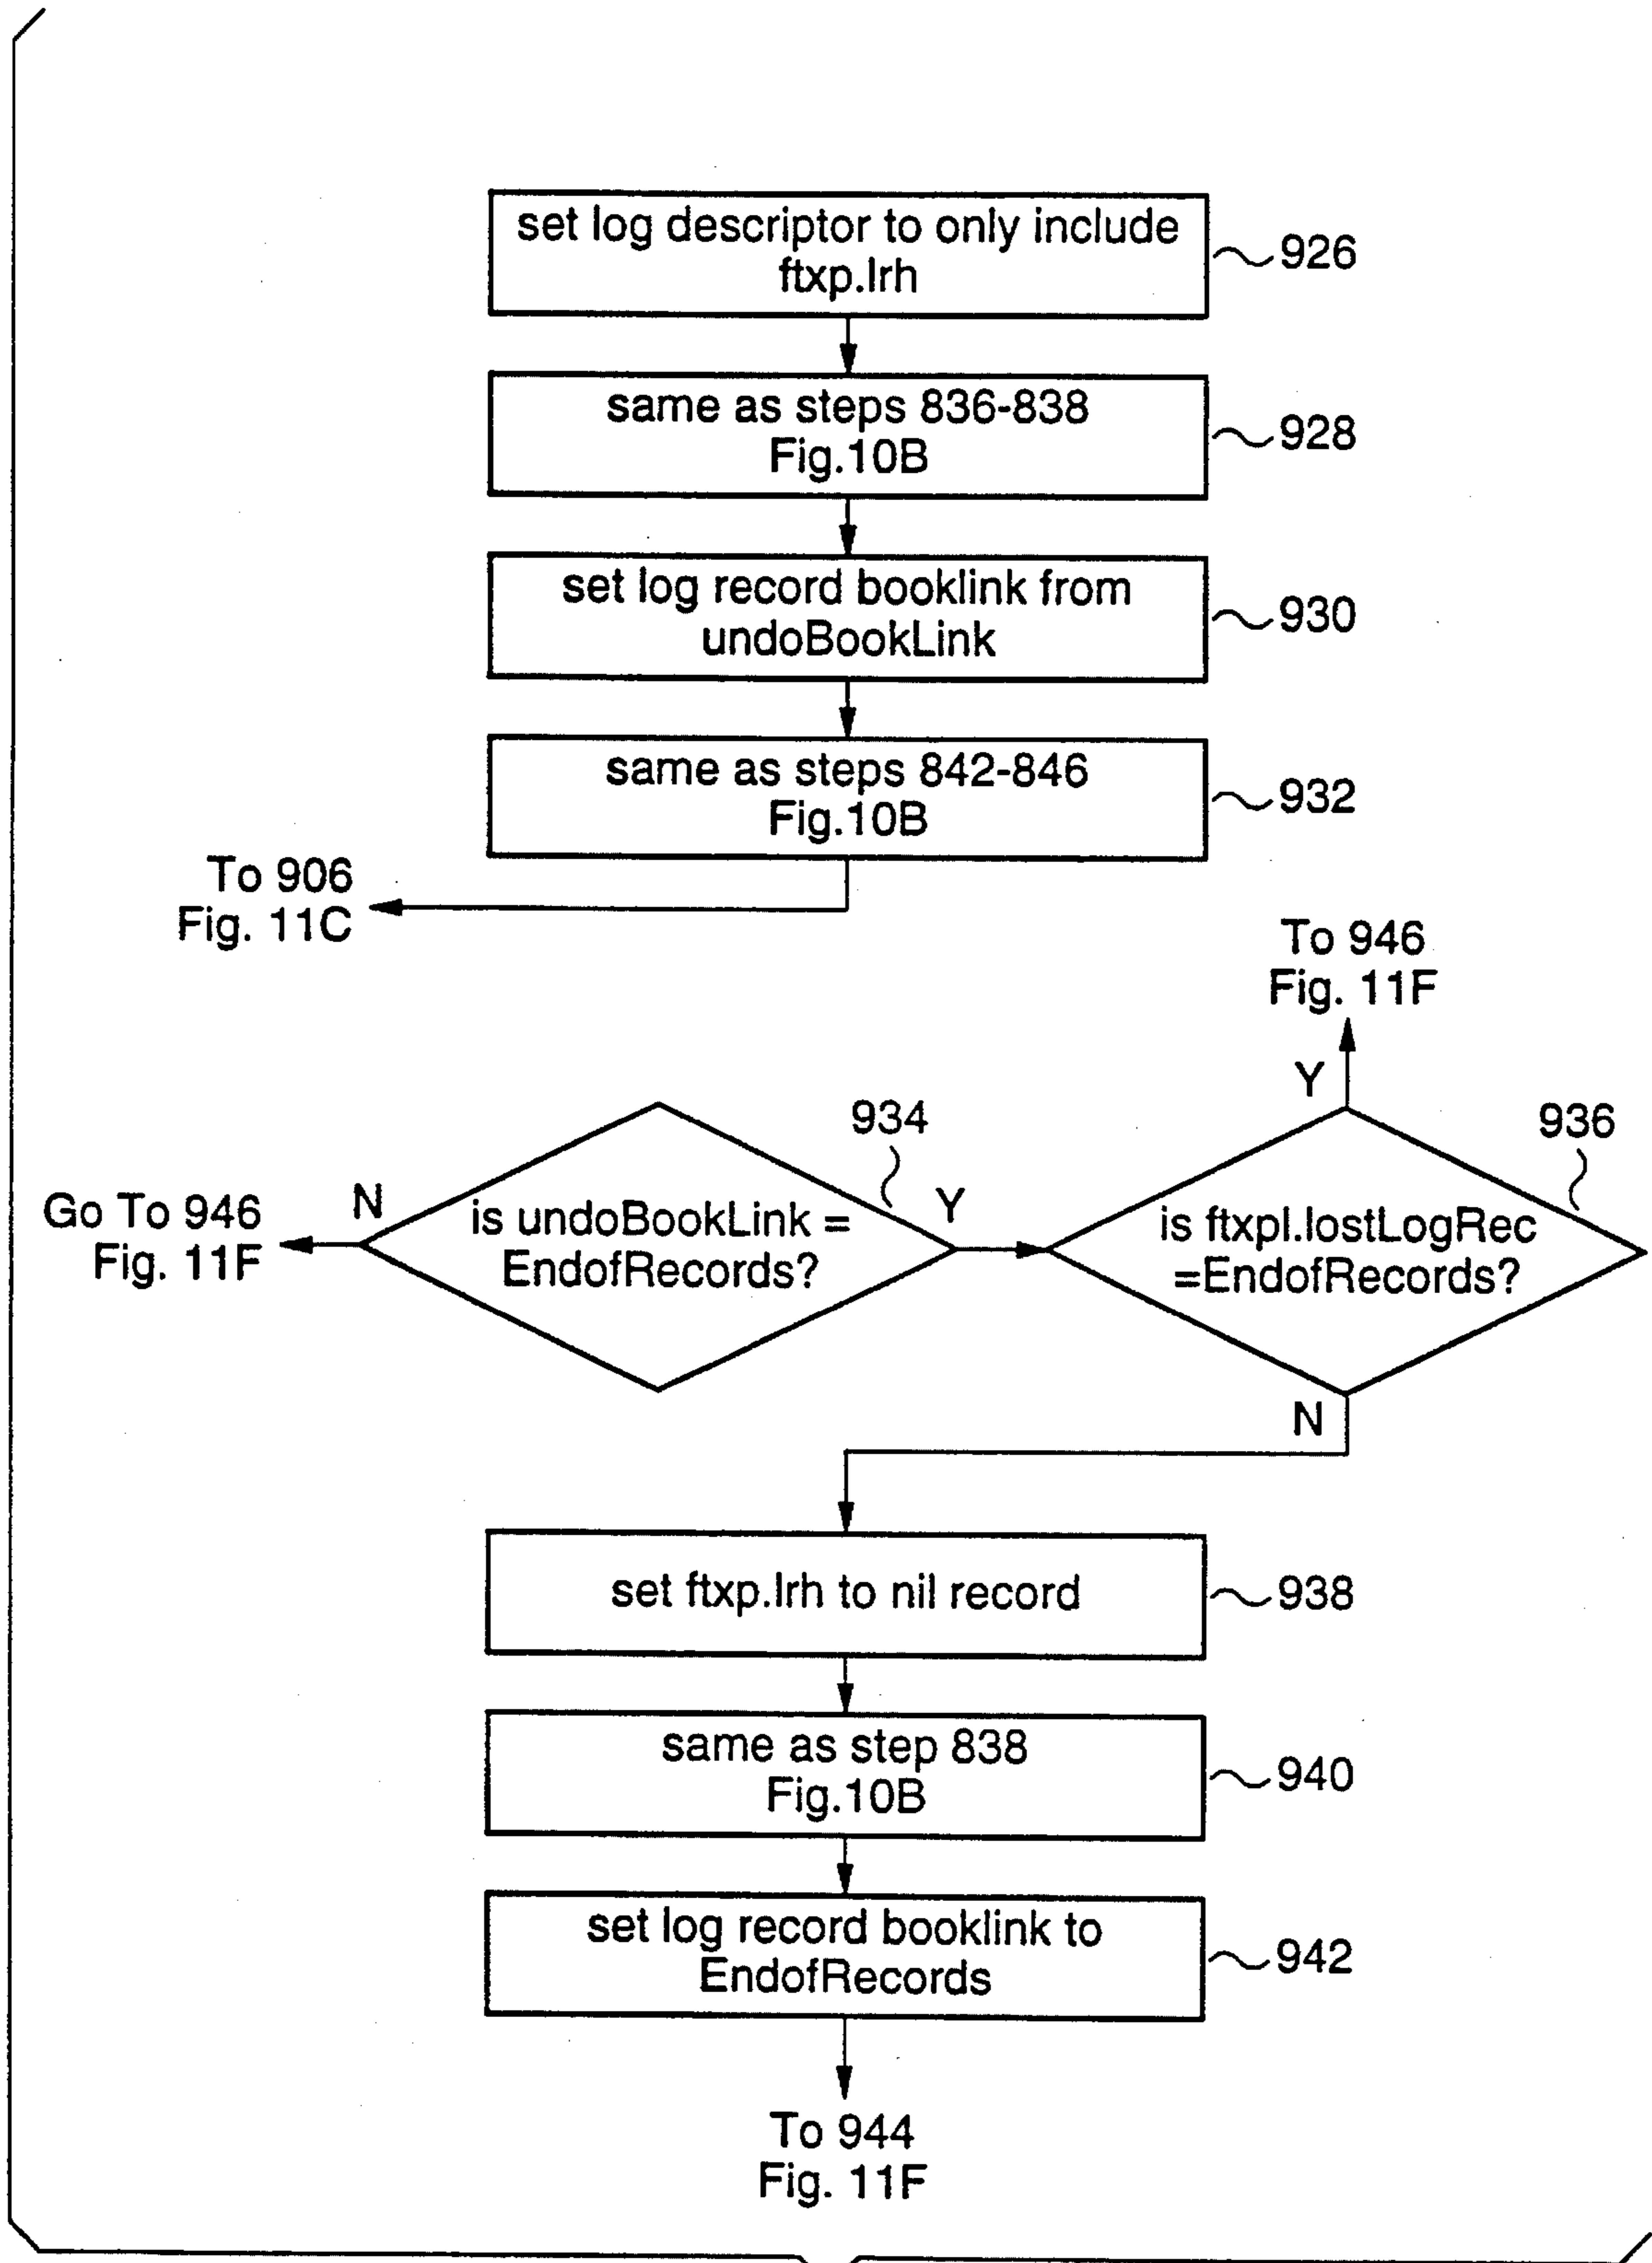 set log descriptor to only include
ftxp.lrh
926
same as steps 836-838
Fig.10B
928
set log record booklink from
undoBookLink
930
same as steps 842-846
Fig.10B
932
To 906
Fig. 11C
To 946
Fig. 11F
Y
934
936
Go To 946
Fig. 11F
N
is undoBookLink =
EndofRecords?
Y
is ftxpl.lostLogRec
=EndofRecords?
N
set ftxp.lrh to nil record
938
same as step 838
Fig.10B
940
set log record booklink to
EndofRecords
942
To 944
Fig. 11F